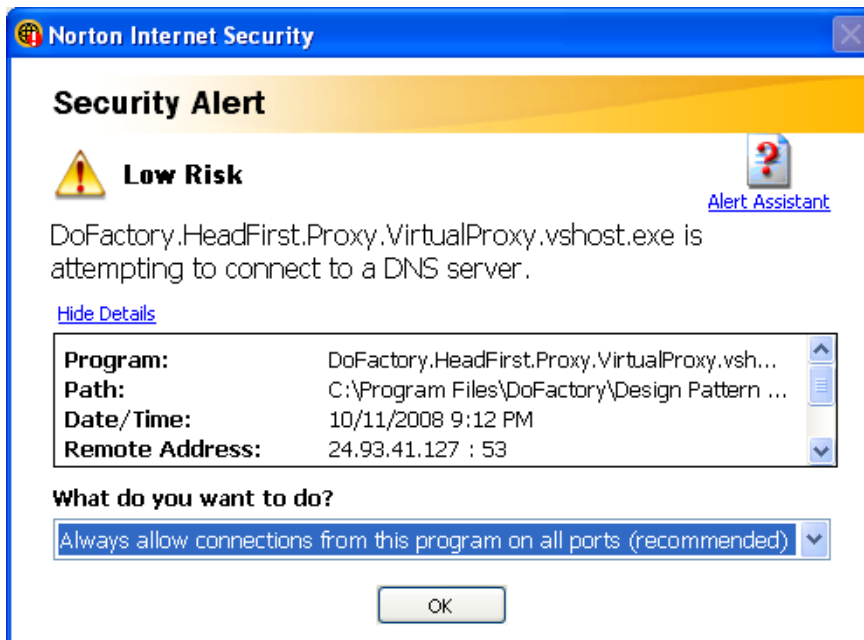 Norton Internet Security
Security Alert
Low Risk
Alert Assistant
DoFactory.HeadFirst.Proxy.VirtualProxy.vshost.exe is
attempting to connect to a DNS server.
Hide Details
Program: DoFactory.HeadFirst.Proxy.VirtualProxy.vsh...
Path: C:\Program Files\DoFactory\Design Pattern ...
Date/Time: 10/11/2008 9:12 PM
Remote Address: 24.93.41.127 : 53
What do you want to do?
Always allow connections from this program on all ports (recommended)
OK